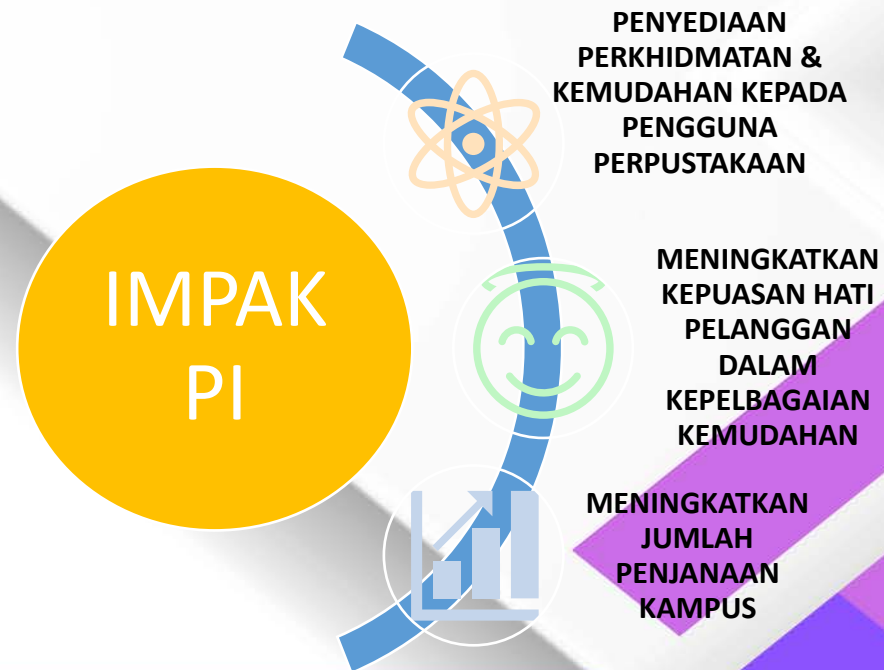 IMPAK
PI
PENYEDIAAN
PERKHIDMATAN &
KEMUDAHAN KEPADA
PENGGUNA
PERPUSTAKAAN
MENINGKATKAN
KEPUASAN HATI
PELANGGAN
DALAM
KEPELBAGAIAN
KEMUDAHAN
MENINGKATKAN
JUMLAH
PENJANAAN
KAMPUS